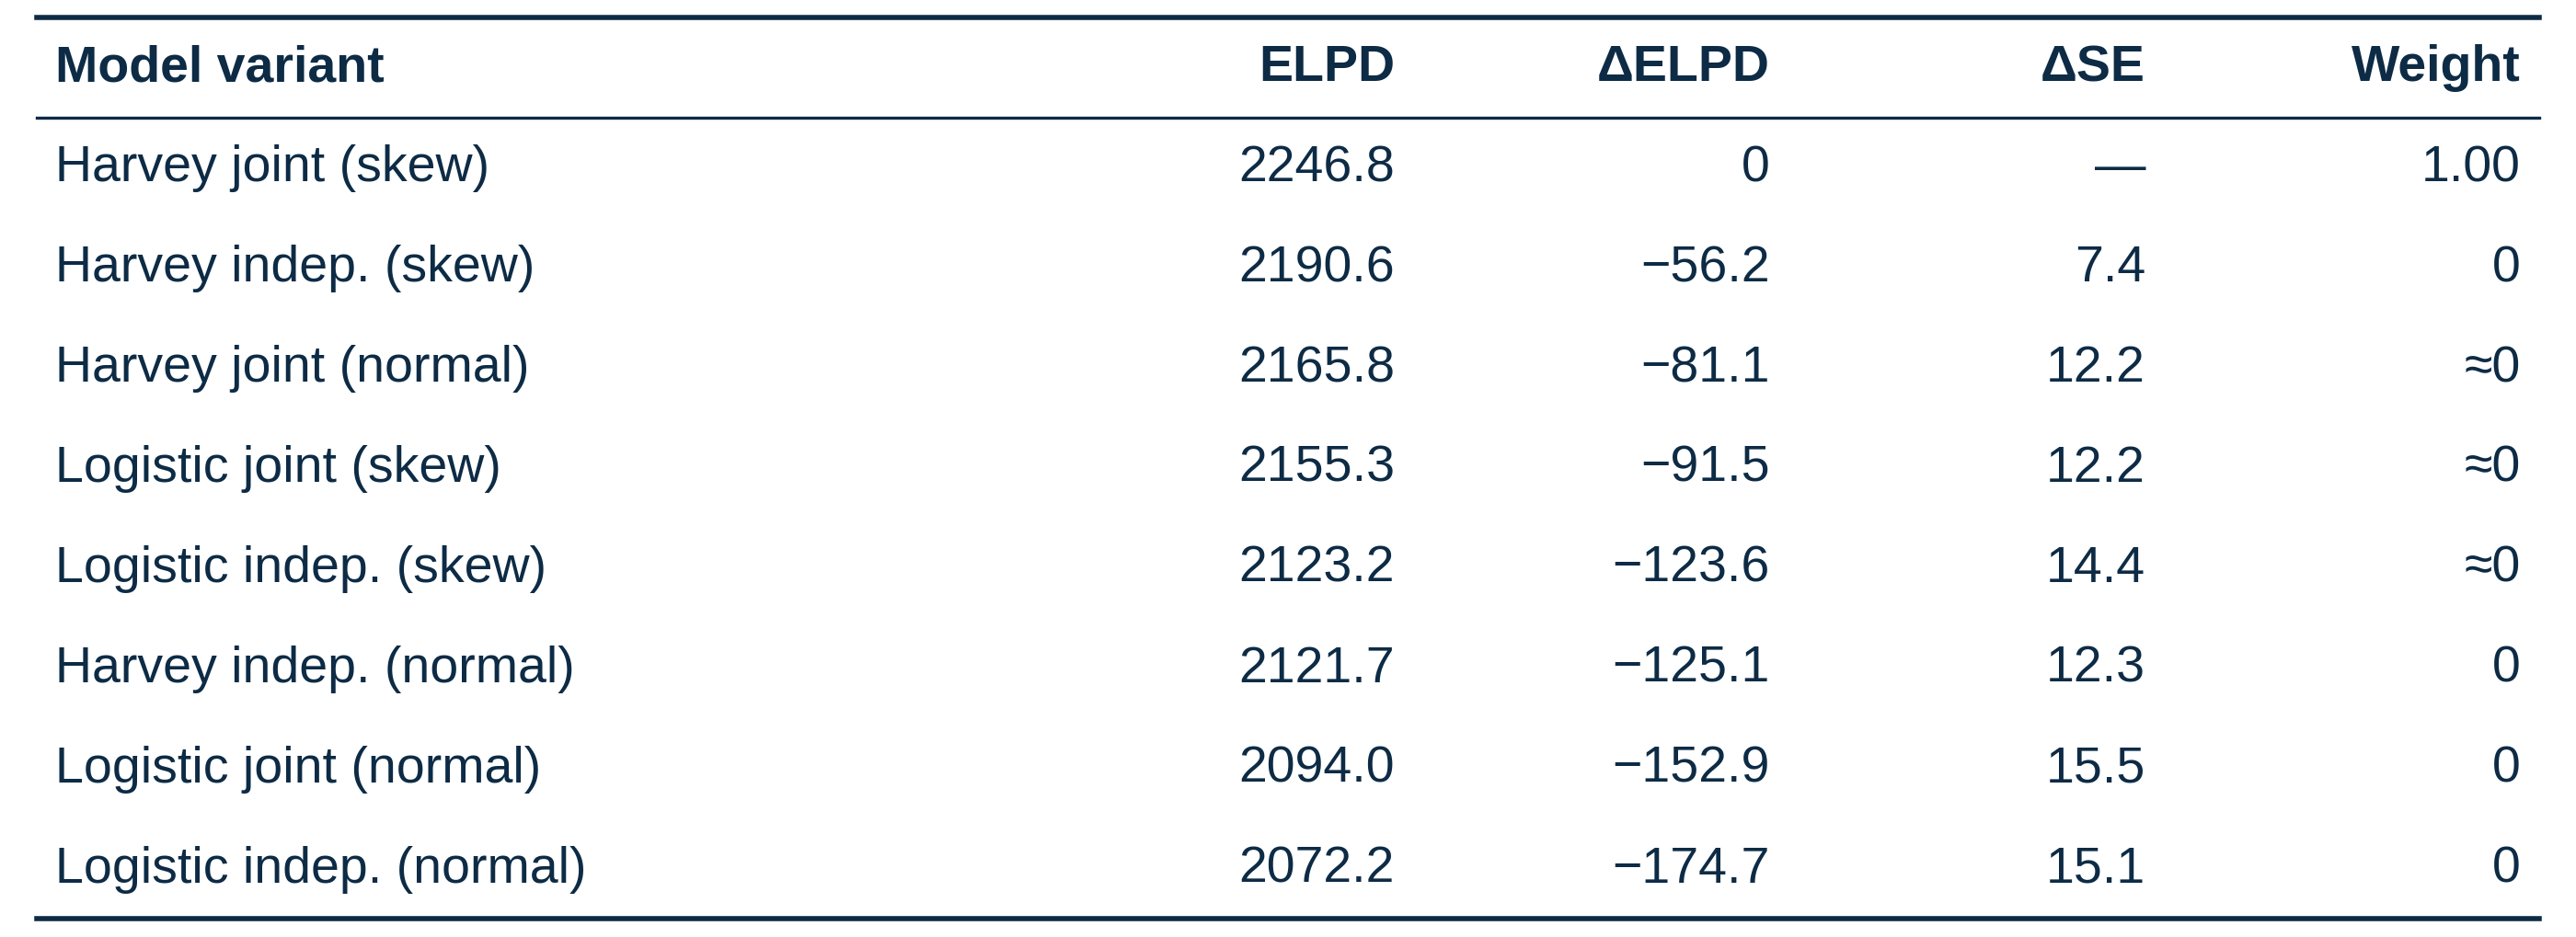 Model variant ELPD ΔELPD ΔSE Weight
Harvey joint (skew) 2246.8 0 — 1.00
Harvey indep. (skew) 2190.6 −56.2 7.4 0
Harvey joint (normal) 2165.8 −81.1 12.2 ≈0
Logistic joint (skew) 2155.3 −91.5 12.2 ≈0
Logistic indep. (skew) 2123.2 −123.6 14.4 ≈0
Harvey indep. (normal) 2121.7 −125.1 12.3 0
Logistic joint (normal) 2094.0 −152.9 15.5 0
Logistic indep. (normal) 2072.2 −174.7 15.1 0